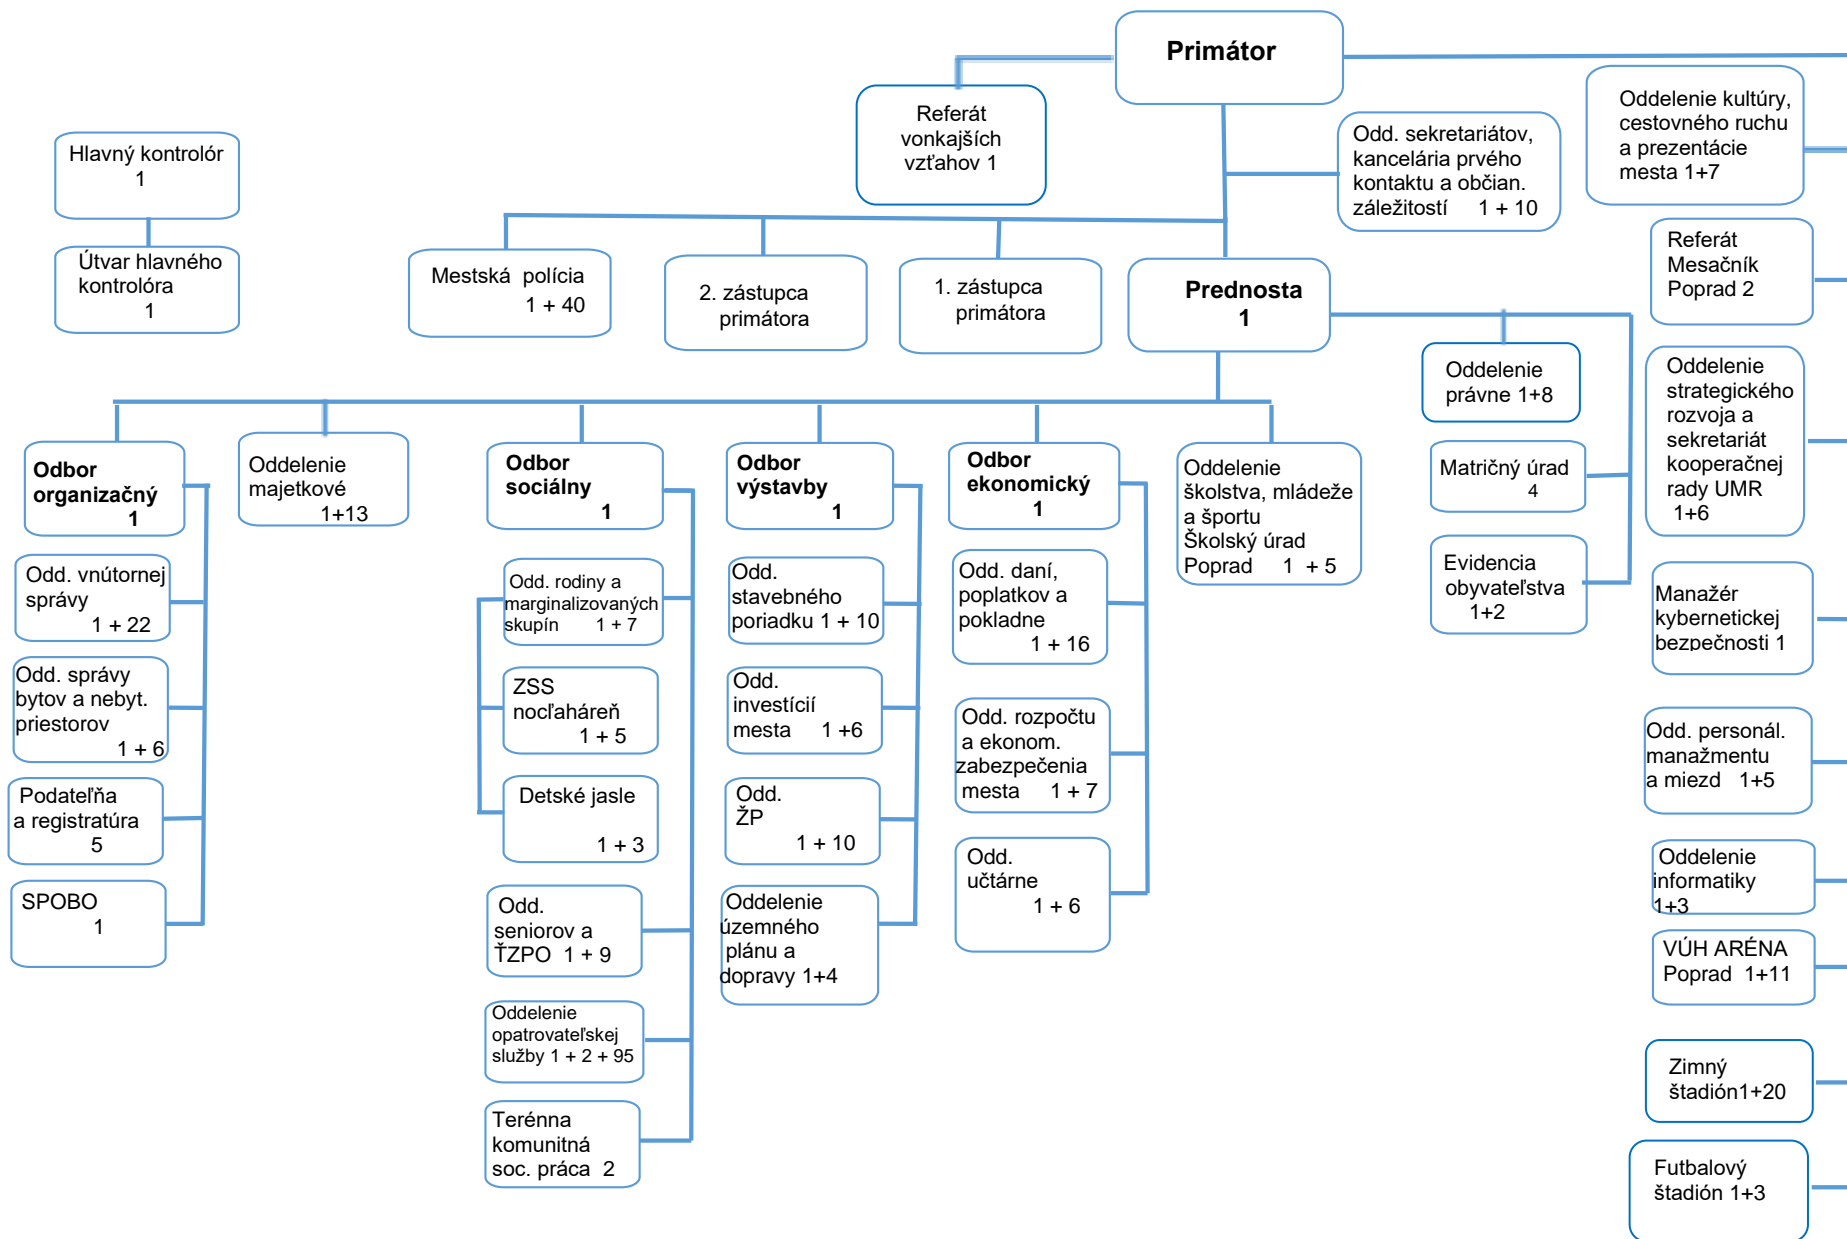 Primátor
Referát
vonkajších
vzťahov 1
Odd. sekretariátov,
kancelária prvého
kontaktu a občian.
záležitostí 1 + 10
Oddelenie kultúry,
cestovného ruchu
a prezentácie
mesta 1+7
Hlavný kontrolór
1
Útvar hlavného
kontrolóra
1
Mestská polícia
1 + 40
2. zástupca
primátora
1. zástupca
primátora
Prednosta
1
Referát
Mesačník
Poprad 2
Oddelenie
právne 1+8
Matričný úrad
4
Evidencia
obyvateľstva
1+2
Oddelenie
strategického
rozvoja a
sekretariát
kooperačnej
rady UMR
1+6
Manažér
kybernetickej
bezpečnosti 1
Odd. personál.
manažmentu
a miezd 1+5
Oddelenie
informatiky
1+3
VÚH ARÉNA
Poprad 1+11
Zimný
štadión1+20
Futbalový
štadión 1+3
Odbor
organizačný
1
Odd. vnútornej
správy
1 + 22
Odd. správy
bytov a nebyt.
priestorov
1 + 6
Podateľňa
a registratúra
5
SPOBO
1
Oddelenie
majetkové
1+13
Odbor
sociálny
1
Odd. rodiny a
marginalizovaných
skupín 1 + 7
ZSS
nocľaháreň
1 + 5
Detské jasle
1 + 3
Odd.
seniorov a
ŤZPO 1 + 9
Oddelenie
opatrovateľskej
služby 1 + 2 + 95
Terénna
komunitná
soc. práca 2
Odbor
výstavby
1
Odd.
stavebného
poriadku 1 + 10
Odd.
investícií
mesta 1 +6
Odd.
ŽP
1 + 10
Oddelenie
územného
plánu a
dopravy 1+4
Odbor
ekonomický
1
Odd. daní,
poplatkov a
pokladne
1 + 16
Odd. rozpočtu
a ekonom.
zabezpečenia
mesta 1 + 7
Odd.
učtárne
1 + 6
Oddelenie
školstva, mládeže
a športu
Školský úrad
Poprad 1 + 5